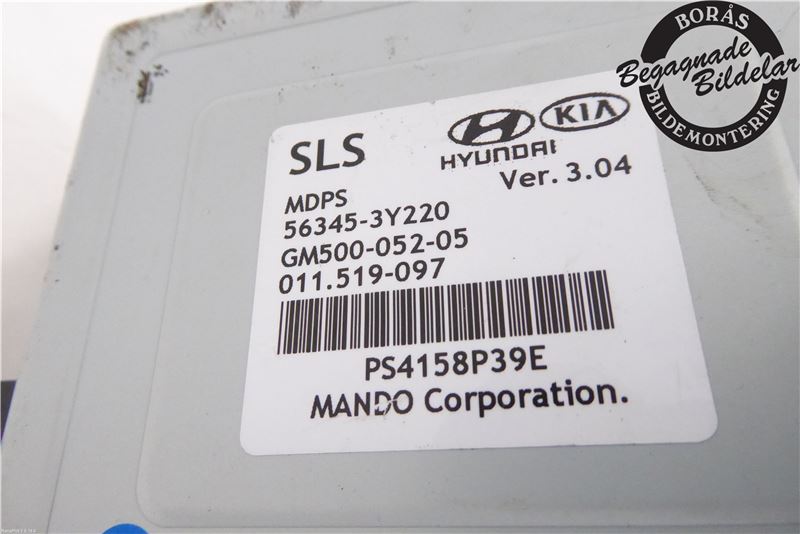 BORÅS
Begagnade
Bildelar
BILDEMONTERING
SLS
HYUNDAI
KIA
Ver. 3.04
MDPS
56345-3Y220
GM500-052-05
011.519-097
PS4158P39E
MANDO Corporation.